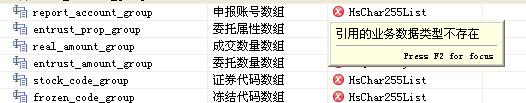 report_account_group 申报账号数组 HsChar255List
entrust_prop_group 委托属性数组
real_amount_group 成交数量数组
entrust_amount_group 委托数量数组
stock_code_group 证券代码数组 HsChar255List
frozen_code_group 冻结代码数组 HsChar255List
引用的业务数据类型不存在
Press F2 for focus